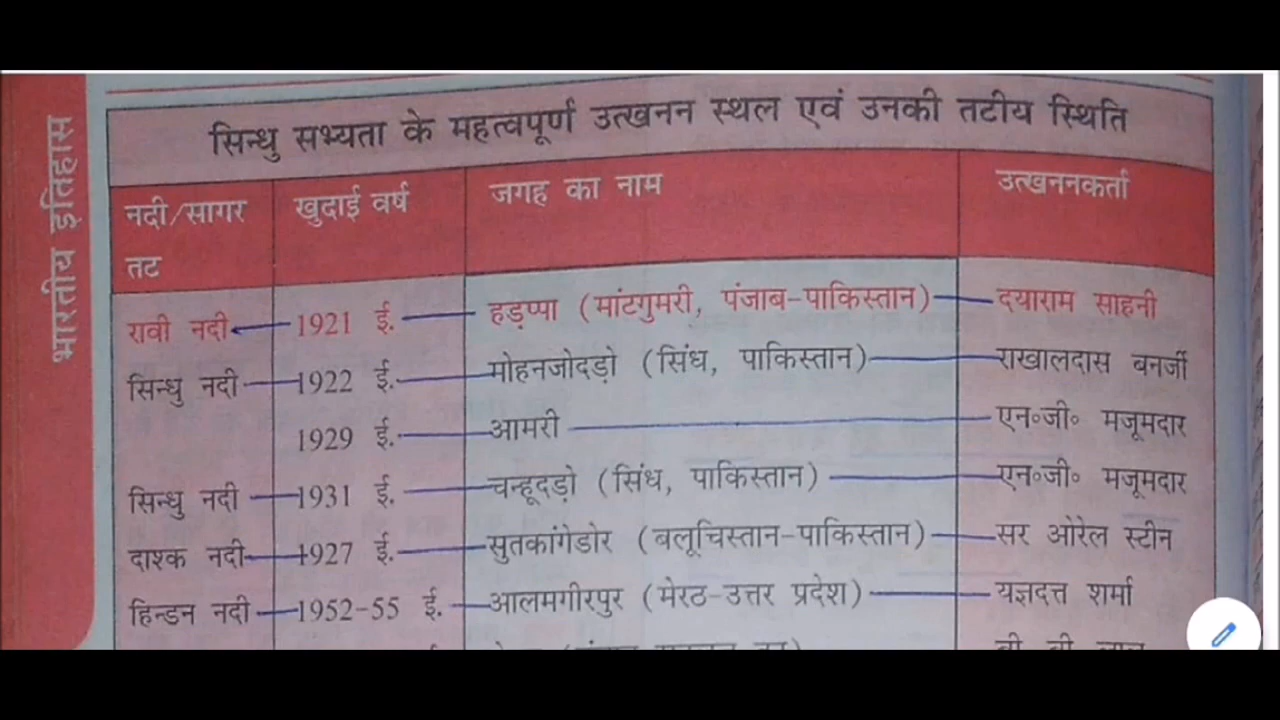 भारतीय इतिहास
सिन्धु सभ्यता के महत्वपूर्ण उत्खनन स्थल एवं उनकी तटीय स्थिति
नदी/सागर तट खुदाई वर्ष जगह का नाम उत्खननकर्ता
रावी नदी 1921 ई. हड़प्पा (मांटगुमरी, पंजाब-पाकिस्तान) दयाराम साहनी
सिन्धु नदी 1922 ई. मोहनजोदड़ो (सिंध, पाकिस्तान) राखालदास बनर्जी
1929 ई. आमरी एन॰जी॰ मजूमदार
सिन्धु नदी 1931 ई. चन्हूदड़ो (सिंध, पाकिस्तान) एन॰जी॰ मजूमदार
दाश्क नदी 1927 ई. सुतकांगेडोर (बलूचिस्तान-पाकिस्तान) सर ओरेल स्टीन
हिन्डन नदी 1952-55 ई. आलमगीरपुर (मेरठ-उत्तर प्रदेश) यज्ञदत्त शर्मा